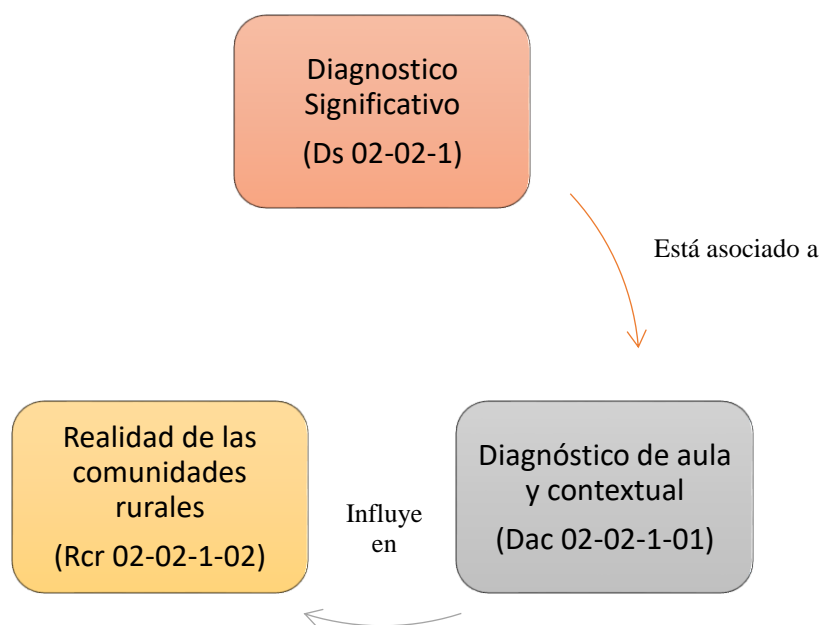 Diagnostico
Significativo
(Ds 02-02-1)
Está asociado a
Realidad de las
comunidades
rurales
(Rcr 02-02-1-02)
Influye
en
Diagnóstico de aula
y contextual
(Dac 02-02-1-01)